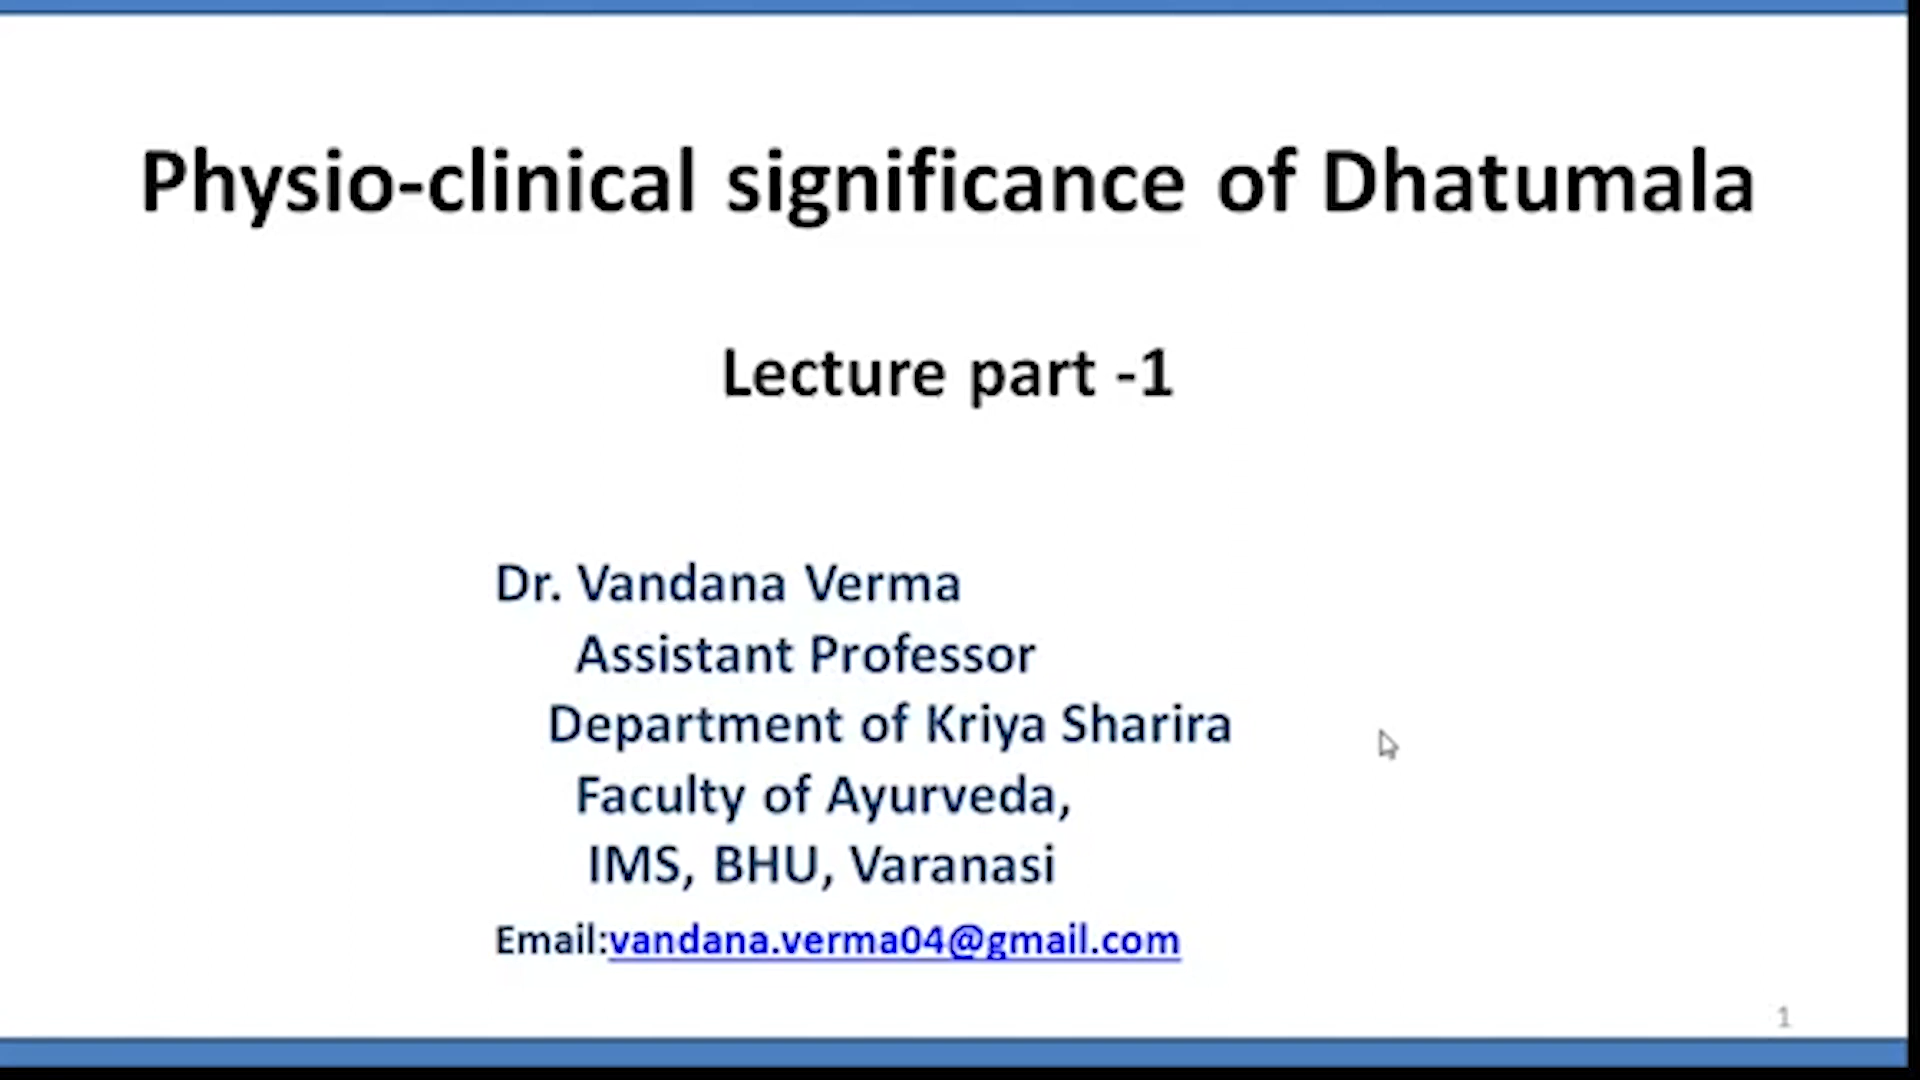 Physio-clinical significance of Dhatumala
Lecture part -1
Dr. Vandana Verma
Assistant Professor
Department of Kriya Sharira
Faculty of Ayurveda,
IMS, BHU, Varanasi
Email:vandana.verma04@gmail.com
1